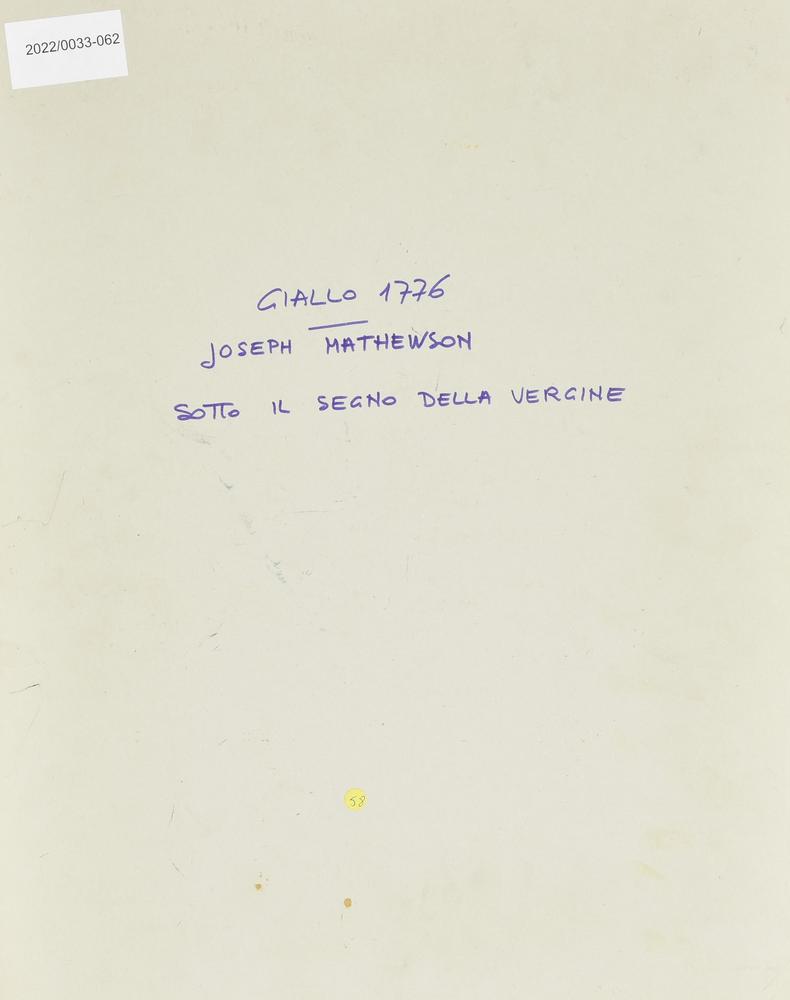 2022/0033-062
GIALLO 1776
JOSEPH MATHEWSON
SOTTO IL SEGNO DELLA VERGINE
58